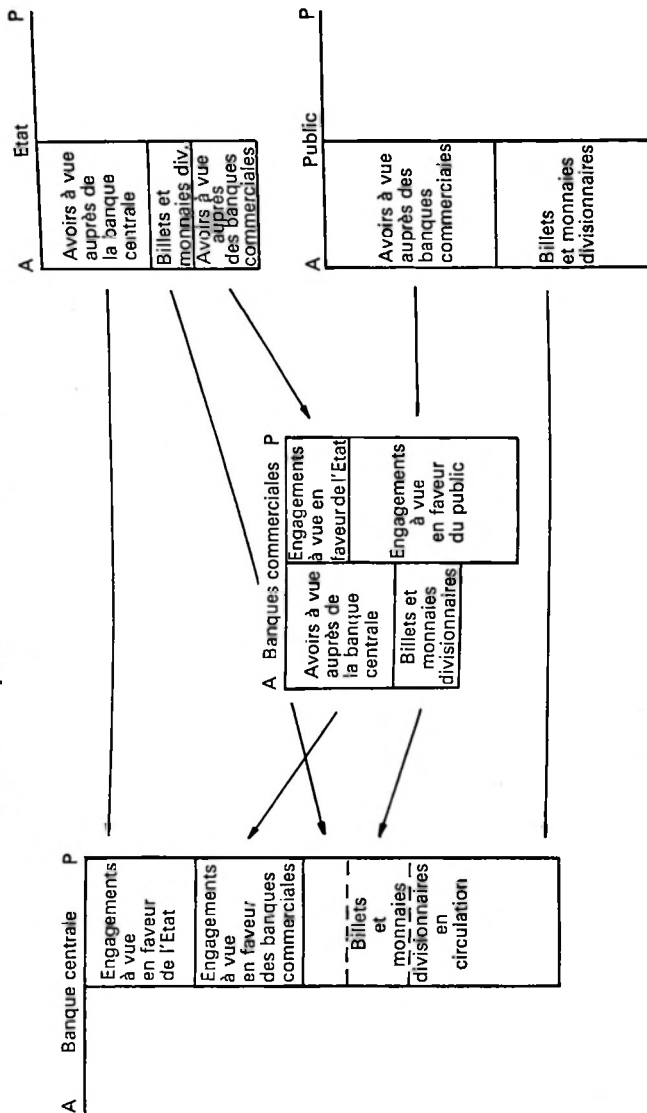 A Banque centrale P
Engagements
à vue
en faveur
de l'Etat
Engagements
à vue
en faveur
des banques
commerciales
Billets
et
monnaies
divisionnaires
en
circulation
A Banques commerciales P
Avoirs à vue
auprès de
la banque
centrale
Billets et
monnaies
divisionnaires
Engagements
à vue en
faveur de l'Etat
Engagements
à vue
en faveur
du public
A Etat P
Avoirs à vue
auprès de
la banque
centrale
Billets et
monnaies div.
Avoirs à vue
auprès
des banques
commerciales
A Public P
Avoirs à vue
auprès des
banques
commerciales
Billets
et monnaies
divisionnaires